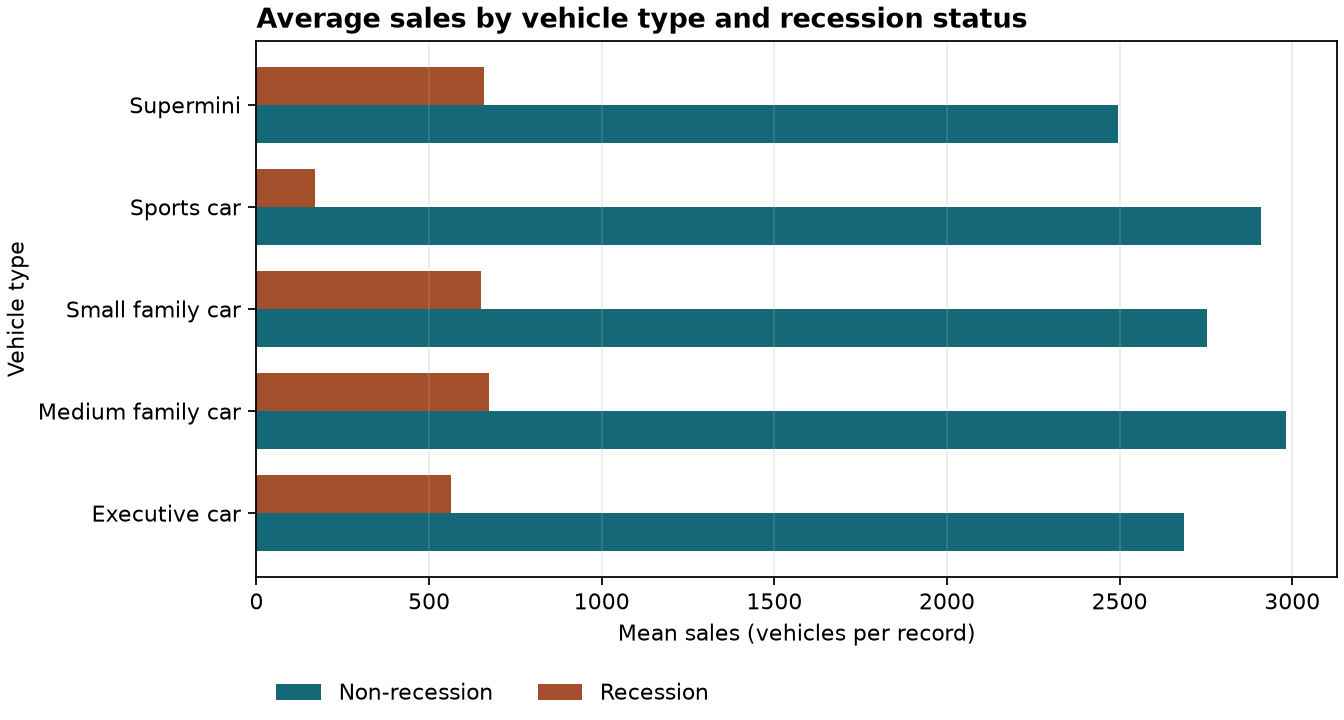 Average sales by vehicle type and recession status
Vehicle type
Supermini
Sports car
Small family car
Medium family car
Executive car
0 500 1000 1500 2000 2500 3000
Mean sales (vehicles per record)
Non-recession Recession